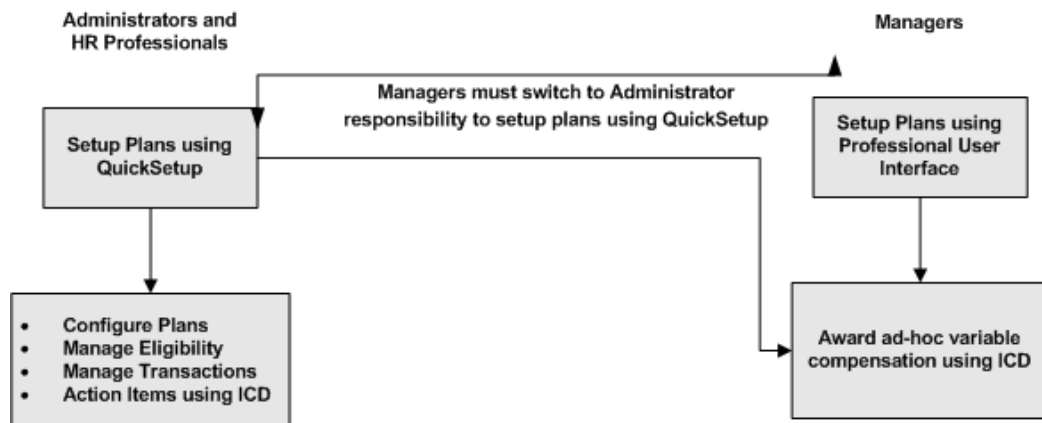 Administrators and
HR Professionals
Managers
Managers must switch to Administrator
responsibility to setup plans using QuickSetup
Setup Plans using
QuickSetup
Setup Plans using
Professional User
Interface
• Configure Plans
• Manage Eligibility
• Manage Transactions
• Action Items using ICD
Award ad-hoc variable
compensation using ICD